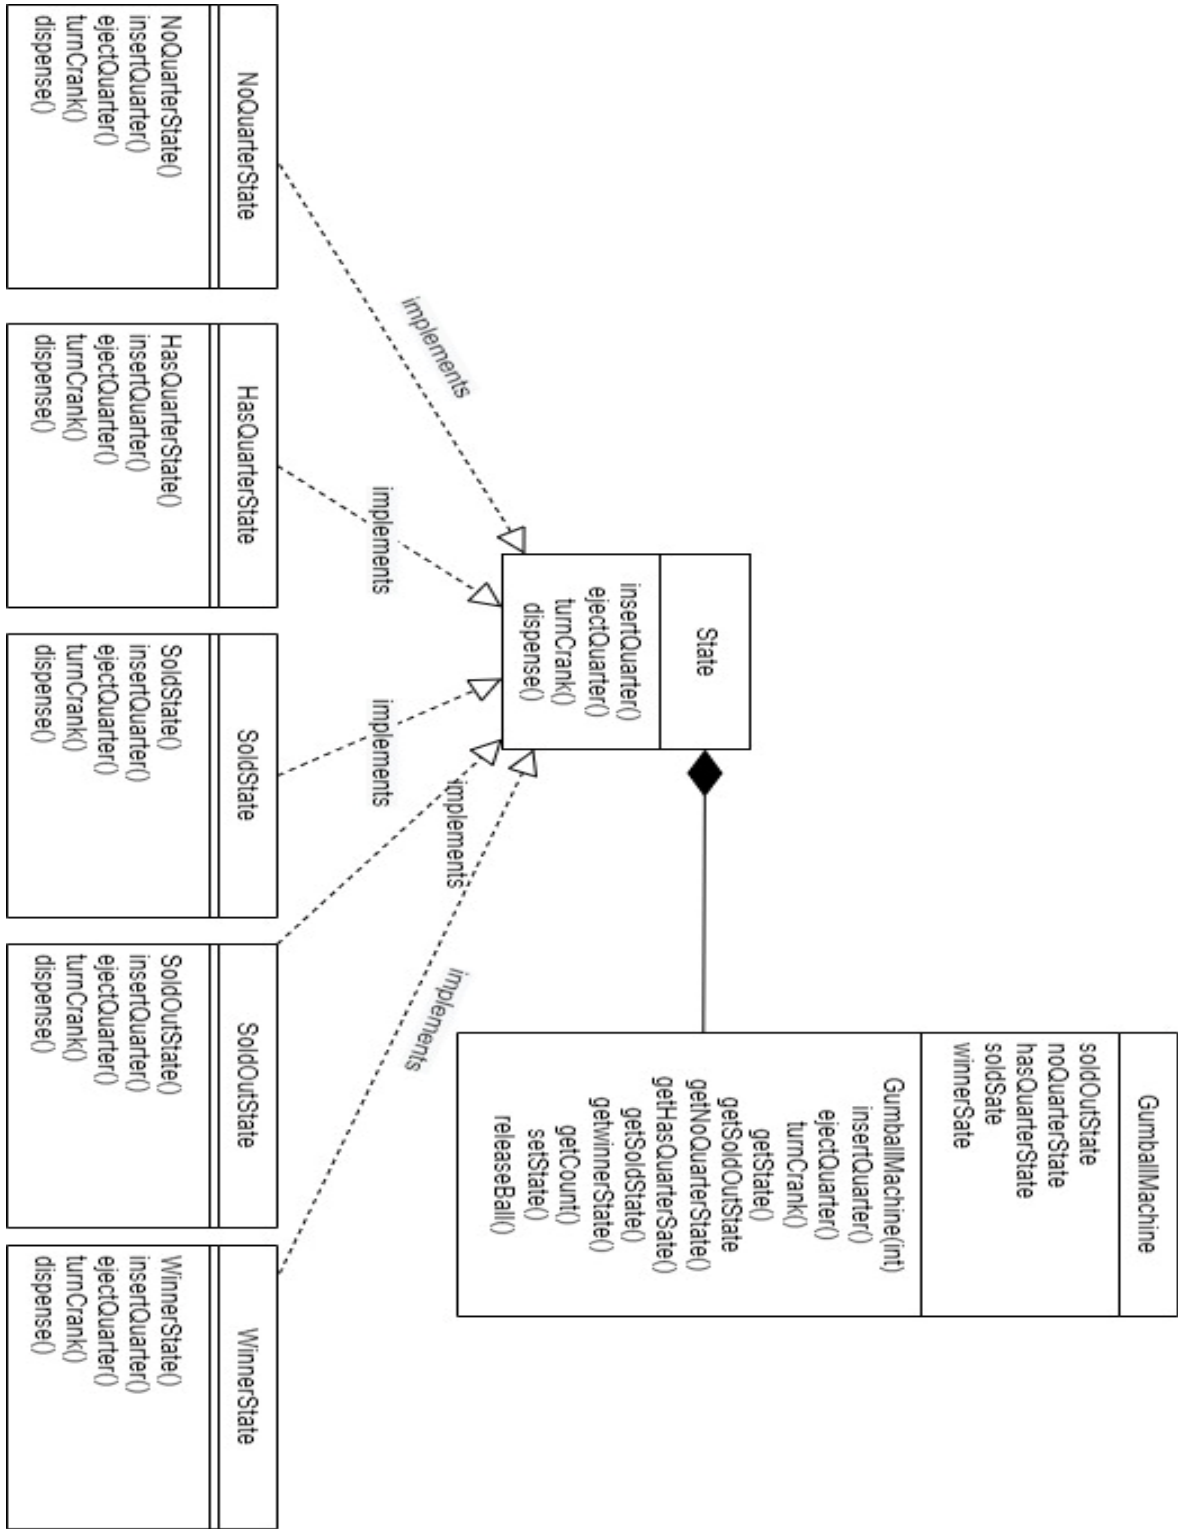 GumballMachine
soldOutState
noQuarterState
hasQuarterState
soldSate
winnerSate
GumballMachine(int)
insertQuarter()
ejectQuarter()
turnCrank()
getState()
getSoldOutState
getNoQuarterState()
getHasQuarterSate()
getSoldState()
getwinnerState()
getCount()
setState()
releaseBall()
State
insertQuarter()
ejectQuarter()
turnCrank()
dispense()
implements
implements
implements
implements
implements
NoQuarterState
NoQuarterState()
insertQuarter()
ejectQuarter()
turnCrank()
dispense()
HasQuarterState
HasQuarterState()
insertQuarter()
ejectQuarter()
turnCrank()
dispense()
SoldState
SoldState()
insertQuarter()
ejectQuarter()
turnCrank()
dispense()
SoldOutState
SoldOutState()
insertQuarter()
ejectQuarter()
turnCrank()
dispense()
WinnerState
WinnerState()
insertQuarter()
ejectQuarter()
turnCrank()
dispense()